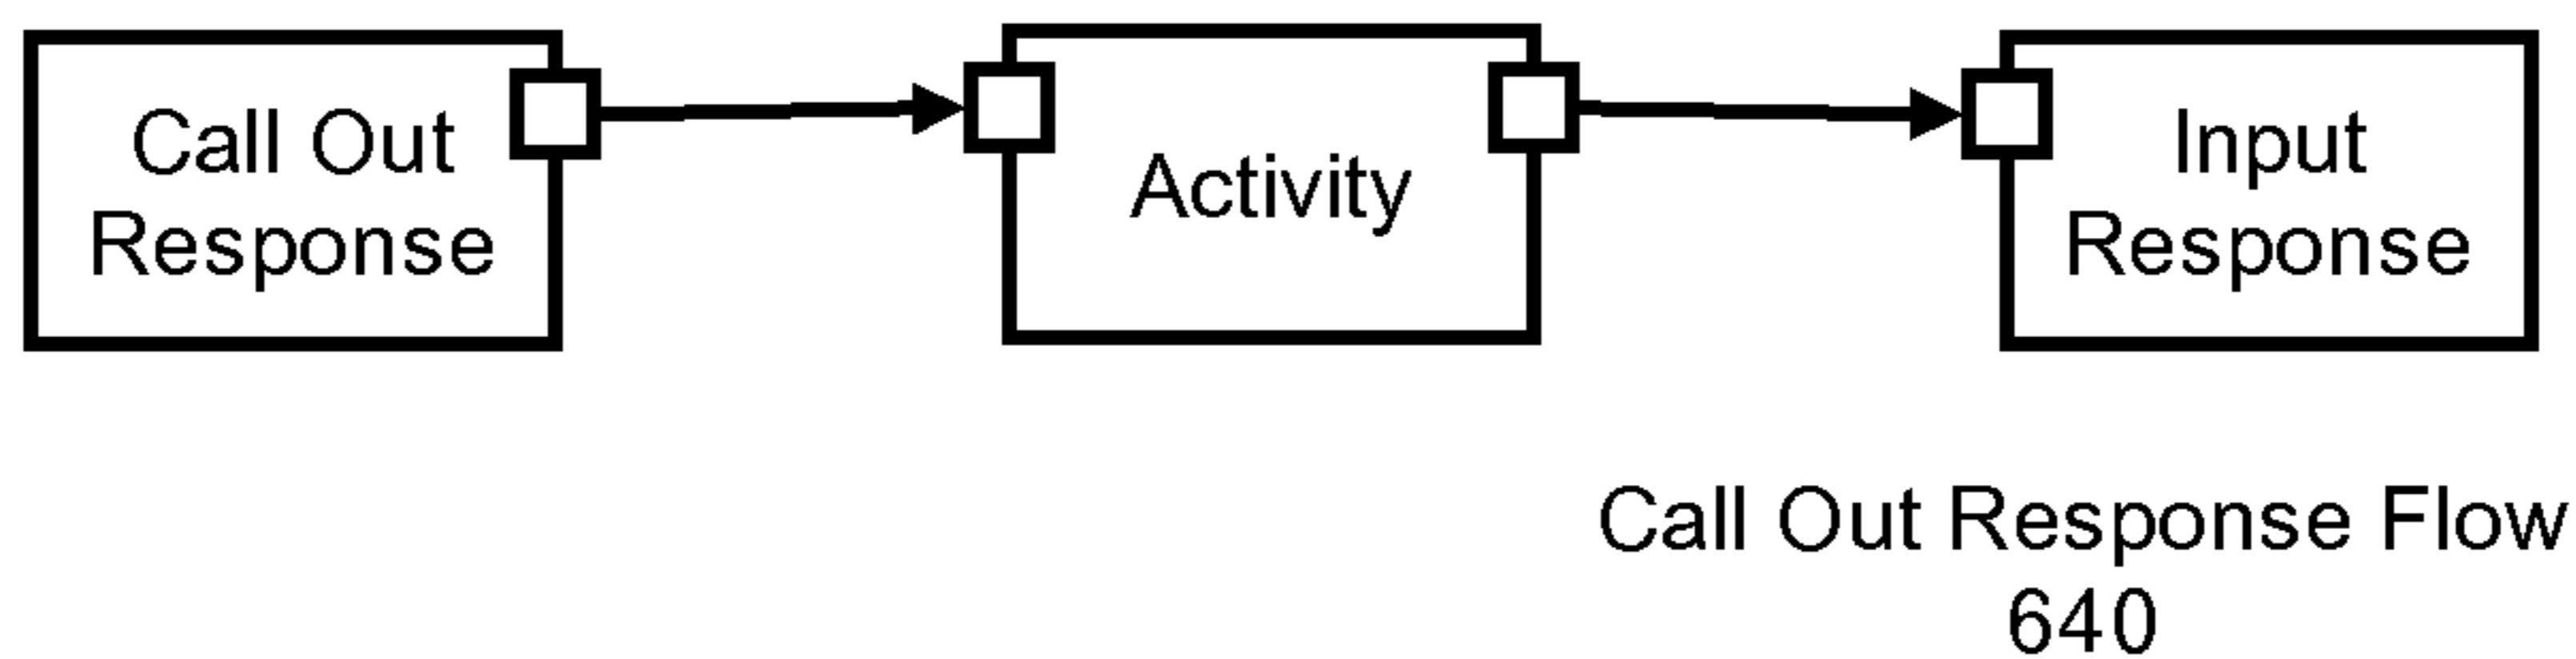 Call Out
Response
Activity
Input
Response
Call Out Response Flow
640